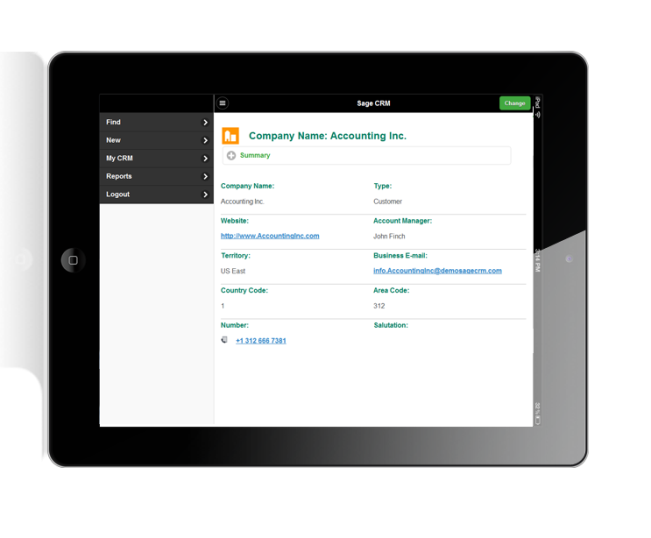 Sage CRM
Change
iPad
Find
New
My CRM
Reports
Logout
Company Name: Accounting Inc.
Summary
Company Name:
Type:
Accounting Inc.
Customer
Website:
Account Manager:
http://www.AccountingInc.com
John Finch
Territory:
Business E-mail:
US East
info.AccountingInc@demosagecrm.com
Country Code:
Area Code:
1
312
Number:
Salutation:
+1 312 666 7381